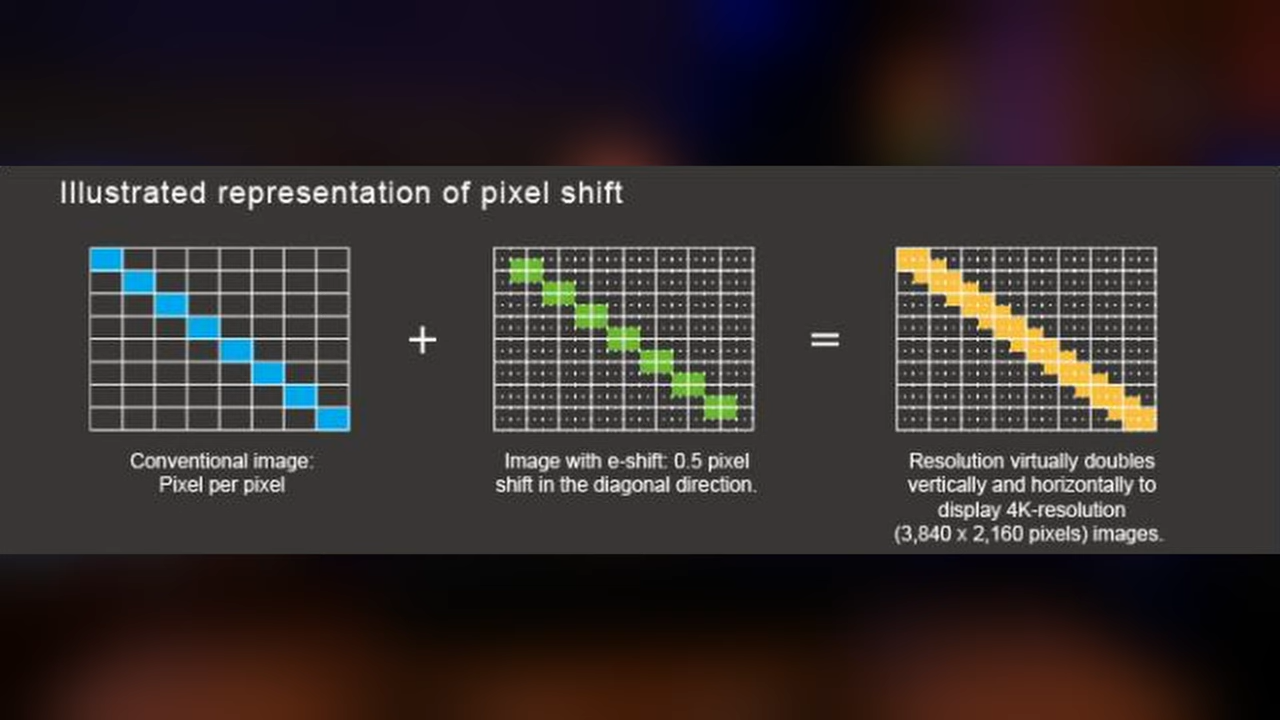 Illustrated representation of pixel shift
+
=
Conventional image:
Pixel per pixel
Image with e-shift: 0.5 pixel
shift in the diagonal direction.
Resolution virtually doubles
vertically and horizontally to
display 4K-resolution
(3,840 x 2,160 pixels) images.